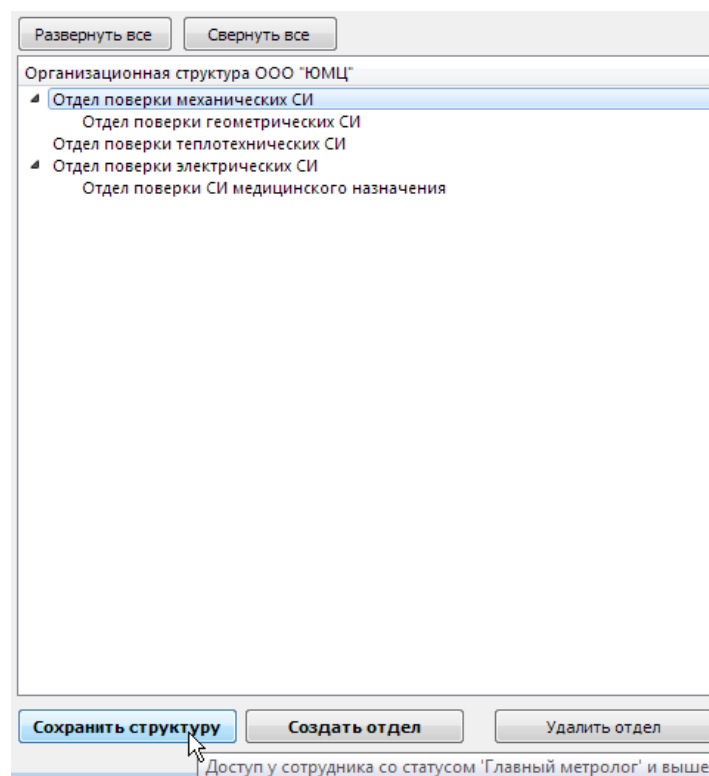 Развернуть все Свернуть все
Организационная структура ООО "ЮМЦ"
Отдел поверки механических СИ
Отдел поверки геометрических СИ
Отдел поверки теплотехнических СИ
Отдел поверки электрических СИ
Отдел поверки СИ медицинского назначения
Сохранить структуру Создать отдел Удалить отдел
Доступ у сотрудника со статусом 'Главный метролог' и выше